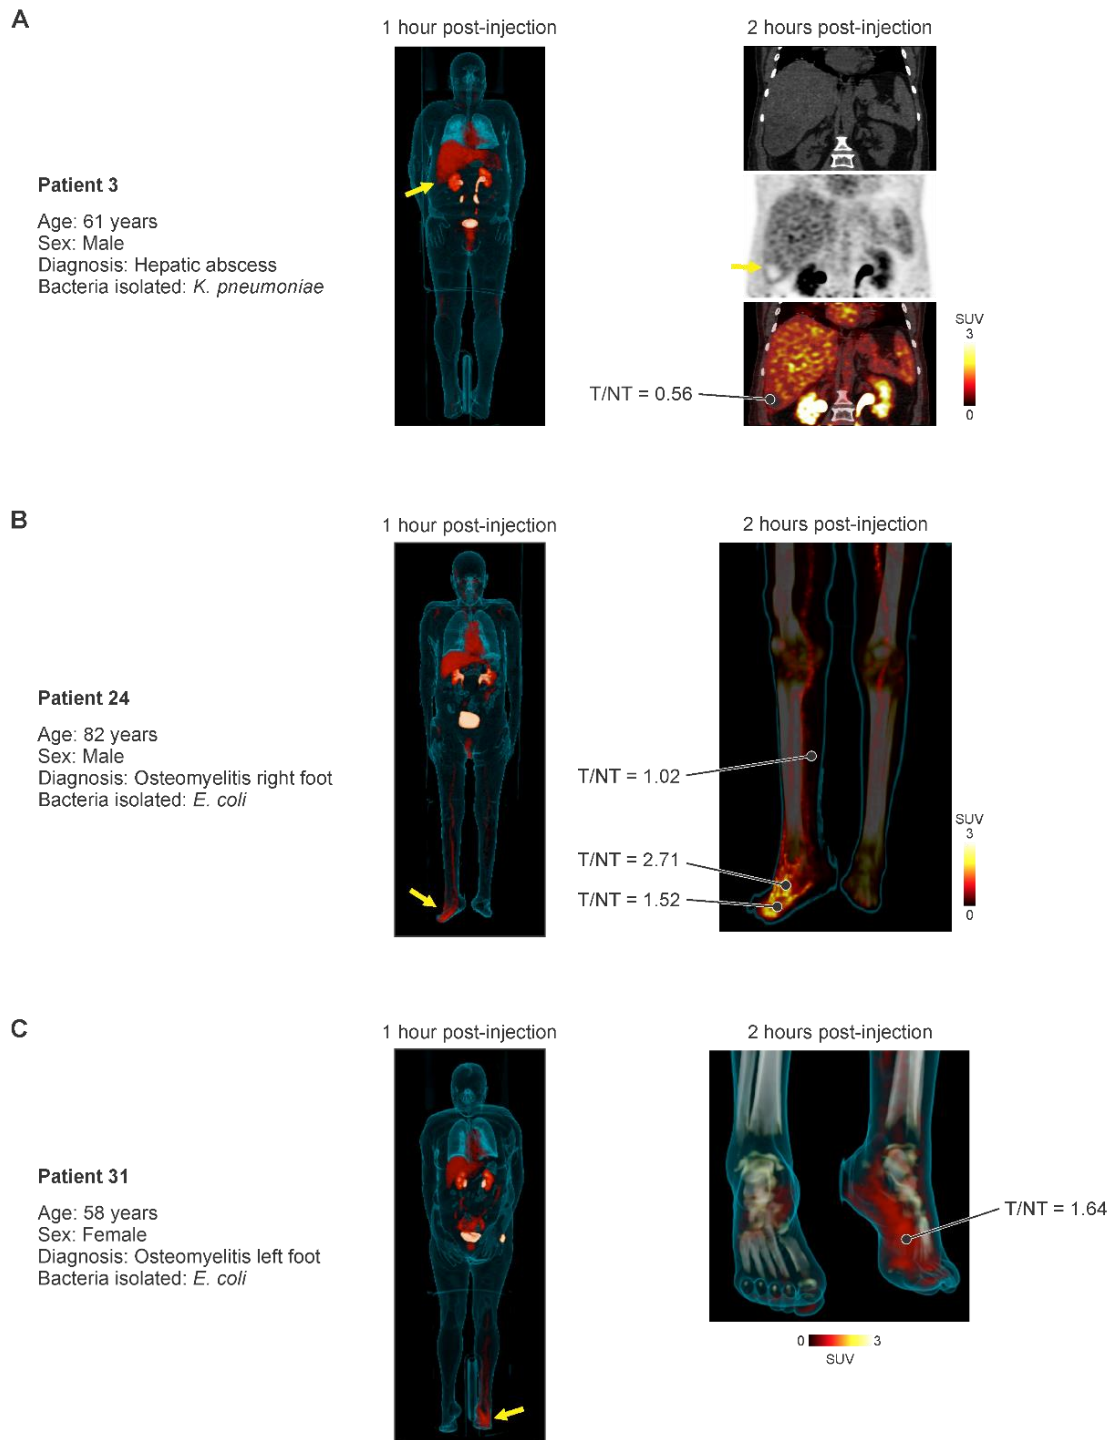 A
1 hour post-injection
2 hours post-injection
Patient 3
Age: 61 years
Sex: Male
Diagnosis: Hepatic abscess
Bacteria isolated: K. pneumoniae
T/NT = 0.56
SUV
3
0
B
1 hour post-injection
2 hours post-injection
Patient 24
Age: 82 years
Sex: Male
Diagnosis: Osteomyelitis right foot
Bacteria isolated: E. coli
T/NT = 1.02
T/NT = 2.71
T/NT = 1.52
SUV
3
0
C
1 hour post-injection
2 hours post-injection
Patient 31
Age: 58 years
Sex: Female
Diagnosis: Osteomyelitis left foot
Bacteria isolated: E. coli
T/NT = 1.64
0 3
SUV